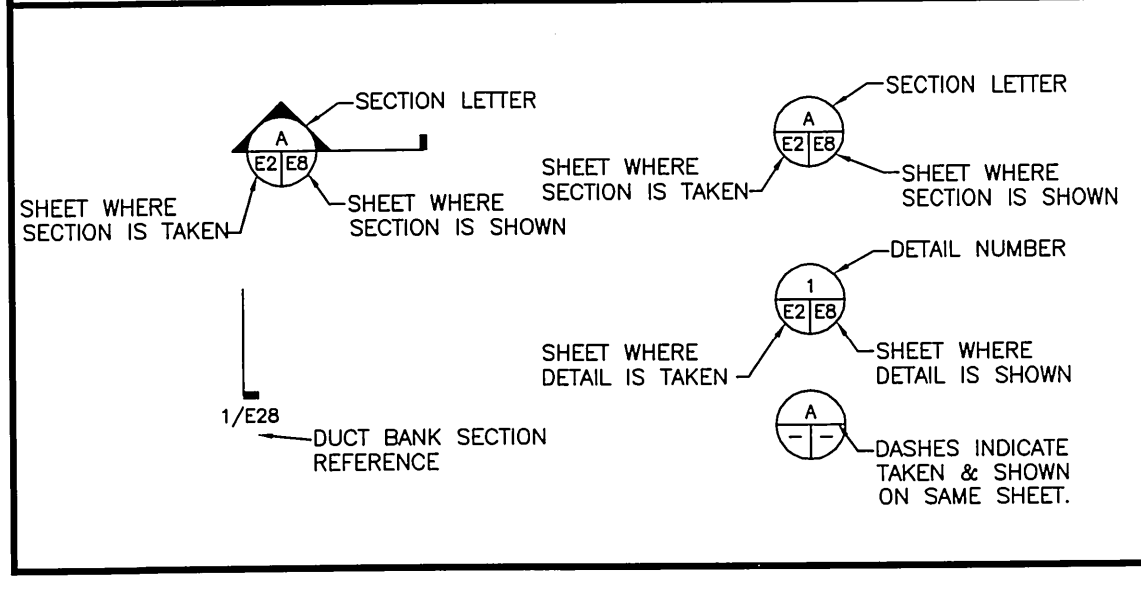 SECTION LETTER
A
E2 E8
SHEET WHERE
SECTION IS TAKEN
SHEET WHERE
SECTION IS SHOWN
1/E28
DUCT BANK SECTION
REFERENCE
SECTION LETTER
A
E2 E8
SHEET WHERE
SECTION IS TAKEN
SHEET WHERE
SECTION IS SHOWN
DETAIL NUMBER
1
E2 E8
SHEET WHERE
DETAIL IS TAKEN
SHEET WHERE
DETAIL IS SHOWN
A
– –
DASHES INDICATE
TAKEN & SHOWN
ON SAME SHEET.